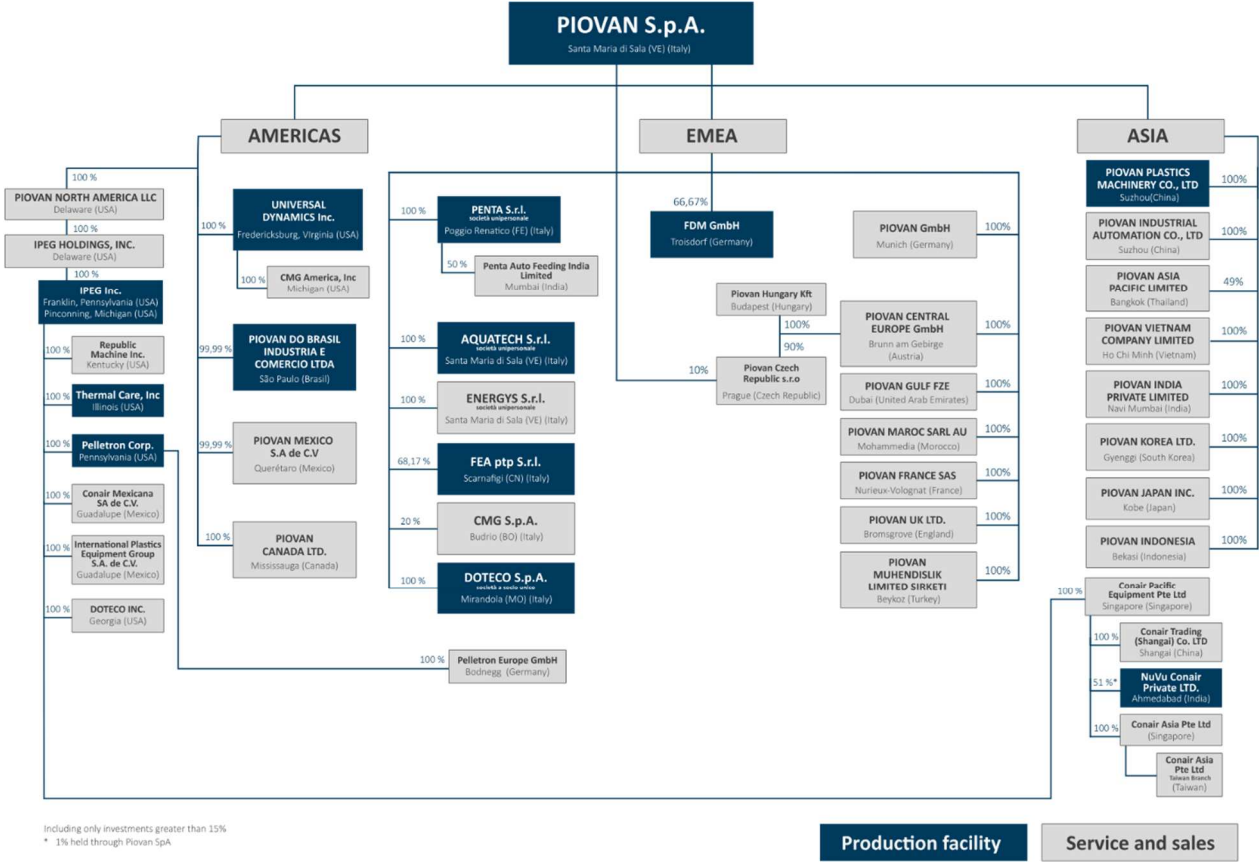 PIOVAN S.p.A.
Santa Maria di Sala (VE) (Italy)
AMERICAS
EMEA
ASIA
100 %
PIOVAN NORTH AMERICA LLC
Delaware (USA)
100 %
IPEG HOLDINGS, INC.
Delaware (USA)
100 %
IPEG Inc.
Franklin, Pennsylvania (USA)
Pinconning, Michigan (USA)
100 %
Republic
Machine Inc.
Kentucky (USA)
100 %
Thermal Care, Inc
Illinois (USA)
100 %
Pelletron Corp.
Pennsylvania (USA)
100 %
Conair Mexicana
SA de C.V.
Guadalupe (Mexico)
100 %
International Plastics
Equipment Group
S.A. de C.V.
Guadalupe (Mexico)
100 %
DOTECO INC.
Georgia (USA)
100 %
UNIVERSAL
DYNAMICS Inc.
Fredericksburg, VIrginia (USA)
100 %
CMG America, Inc
Michigan (USA)
99,99 %
PIOVAN DO BRASIL
INDUSTRIA E
COMERCIO LTDA
São Paulo (Brasil)
99,99 %
PIOVAN MEXICO
S.A de C.V
Querétaro (Mexico)
100 %
PIOVAN
CANADA LTD.
Mississauga (Canada)
100 %
PENTA S.r.l.
società unipersonale
Poggio Renatico (FE) (Italy)
50 %
Penta Auto Feeding India
Limited
Mumbai (India)
100 %
AQUATECH S.r.l.
società unipersonale
Santa Maria di Sala (VE) (Italy)
100 %
ENERGYS S.r.l.
società unipersonale
Santa Maria di Sala (VE) (Italy)
68,17 %
FEA ptp S.r.l.
Scarnafigi (CN) (Italy)
20 %
CMG S.p.A.
Budrio (BO) (Italy)
100 %
DOTECO S.p.A.
società a socio unico
Mirandola (MO) (Italy)
100 %
Pelletron Europe GmbH
Bodnegg (Germany)
66,67%
FDM GmbH
Troisdorf (Germany)
Piovan Hungary Kft
Budapest (Hungary)
100%
90%
10%
Piovan Czech
Republic s.r.o
Prague (Czech Republic)
PIOVAN GmbH
Munich (Germany)
100%
PIOVAN CENTRAL
EUROPE GmbH
Brunn am Gebirge
(Austria)
100%
PIOVAN GULF FZE
Dubai (United Arab Emirates)
100%
PIOVAN MAROC SARL AU
Mohammedia (Morocco)
100%
PIOVAN FRANCE SAS
Nurieux-Volognat (France)
100%
PIOVAN UK LTD.
Bromsgrove (England)
100%
PIOVAN
MUHENDISLIK
LIMITED SIRKETI
Beykoz (Turkey)
100%
PIOVAN PLASTICS
MACHINERY CO., LTD
Suzhou(China)
100%
PIOVAN INDUSTRIAL
AUTOMATION CO., LTD
Suzhou (China)
100%
PIOVAN ASIA
PACIFIC LIMITED
Bangkok (Thailand)
49%
PIOVAN VIETNAM
COMPANY LIMITED
Ho Chi Minh (Vietnam)
100%
PIOVAN INDIA
PRIVATE LIMITED
Navi Mumbai (India)
100%
PIOVAN KOREA LTD.
Gyenggi (South Korea)
100%
PIOVAN JAPAN INC.
Kobe (Japan)
100%
PIOVAN INDONESIA
Bekasi (Indonesia)
100%
100 %
Conair Pacific
Equipment Pte Ltd
Singapore (Singapore)
100 %
Conair Trading
(Shangai) Co. LTD
Shangai (China)
51 %*
NuVu Conair
Private LTD.
Ahmedabad (India)
100 %
Conair Asia Pte Ltd
(Singapore)
Conair Asia
Pte Ltd
Taiwan Branch
(Taiwan)
Including only investments greater than 15%
* 1% held through Piovan SpA
Production facility
Service and sales